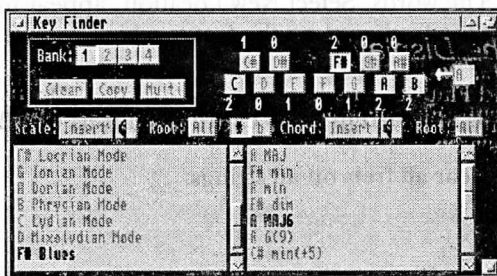 Key Finder
Bank: 1 2 3 4
Clear Copy Multi
1 0 2 0 0
C# D# F# G# A#
C D E F G A B
2 0 1 0 1 2 2
Scale: Insert Root: All # b Chord: Insert Root: All
C# Locrian Mode
G Ionian Mode
A Dorian Mode
B Phrygian Mode
C Lydian Mode
D Mixolydian Mode
F# Blues
A MAJ
F# min
A min
F# dim
A MAJ6
A 6(9)
C# min(+5)